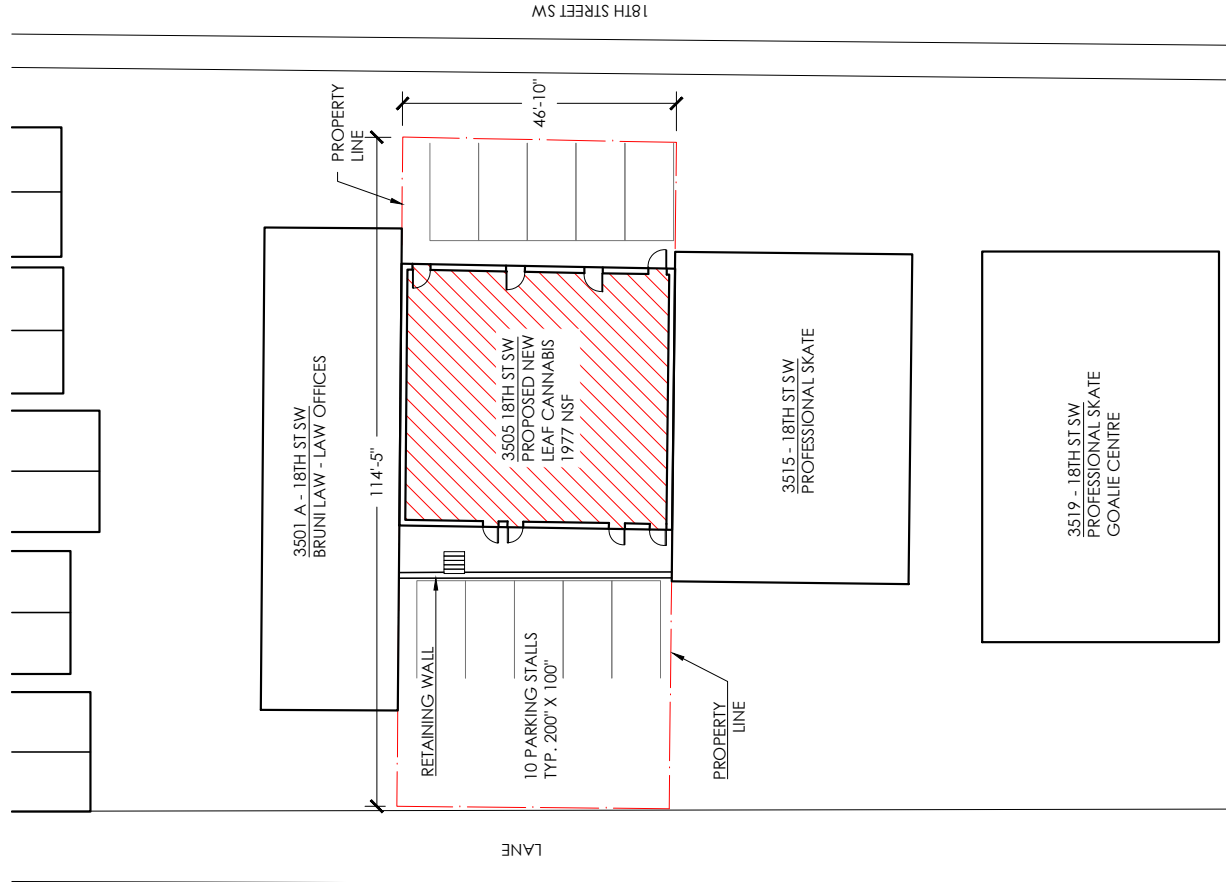 18TH STREET SW
PROPERTY
LINE
46'-10"
114'-5"
3501 A - 18TH ST SW
BRUNI LAW - LAW OFFICES
3505 18TH ST SW
PROPOSED NEW
LEAF CANNABIS
1977 NSF
3515 - 18TH ST SW
PROFESSIONAL SKATE
3519 - 18TH ST SW
PROFESSIONAL SKATE
GOALIE CENTRE
RETAINING WALL
10 PARKING STALLS
TYP. 200" X 100"
PROPERTY
LINE
LANE